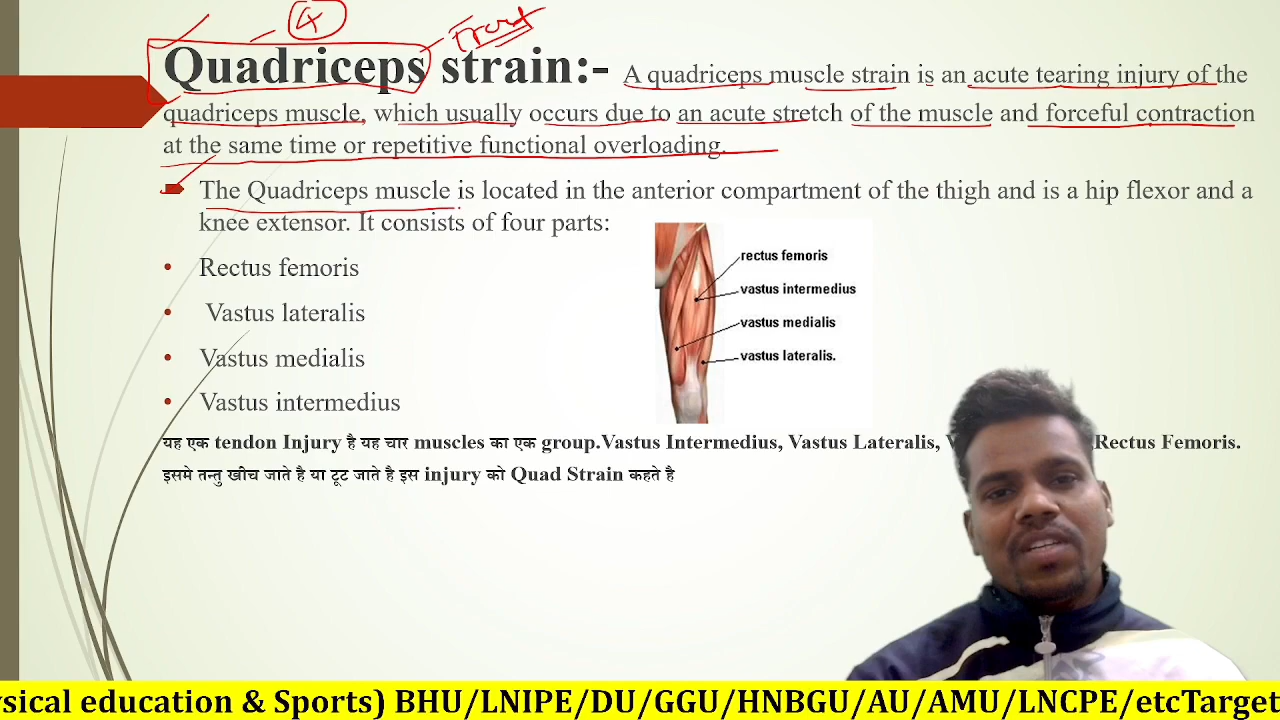 4
Front
Quadriceps strain:- A quadriceps muscle strain is an acute tearing injury of the
quadriceps muscle, which usually occurs due to an acute stretch of the muscle and forceful contraction
at the same time or repetitive functional overloading.
The Quadriceps muscle is located in the anterior compartment of the thigh and is a hip flexor and a
knee extensor. It consists of four parts:
• Rectus femoris
• Vastus lateralis
• Vastus medialis
• Vastus intermedius
rectus femoris
vastus intermedius
vastus medialis
vastus lateralis.
यह एक tendon Injury है यह चार muscles का एक group.Vastus Intermedius, Vastus Lateralis, Rectus Femoris.
इसमे तन्तु खीच जाते है या टूट जाते है इस injury को Quad Strain कहते है
ysical education & Sports) BHU/LNIPE/DU/GGU/HNBGU/AU/AMU/LNCPE/etcTarget